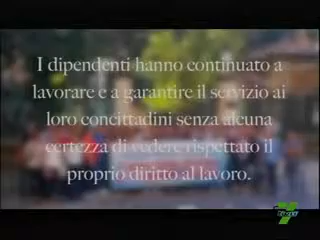 I dipendenti hanno continuato a
lavorare e a garantire il servizio ai
loro concittadini senza alcuna
certezza di vedere rispettato il
proprio diritto al lavoro.